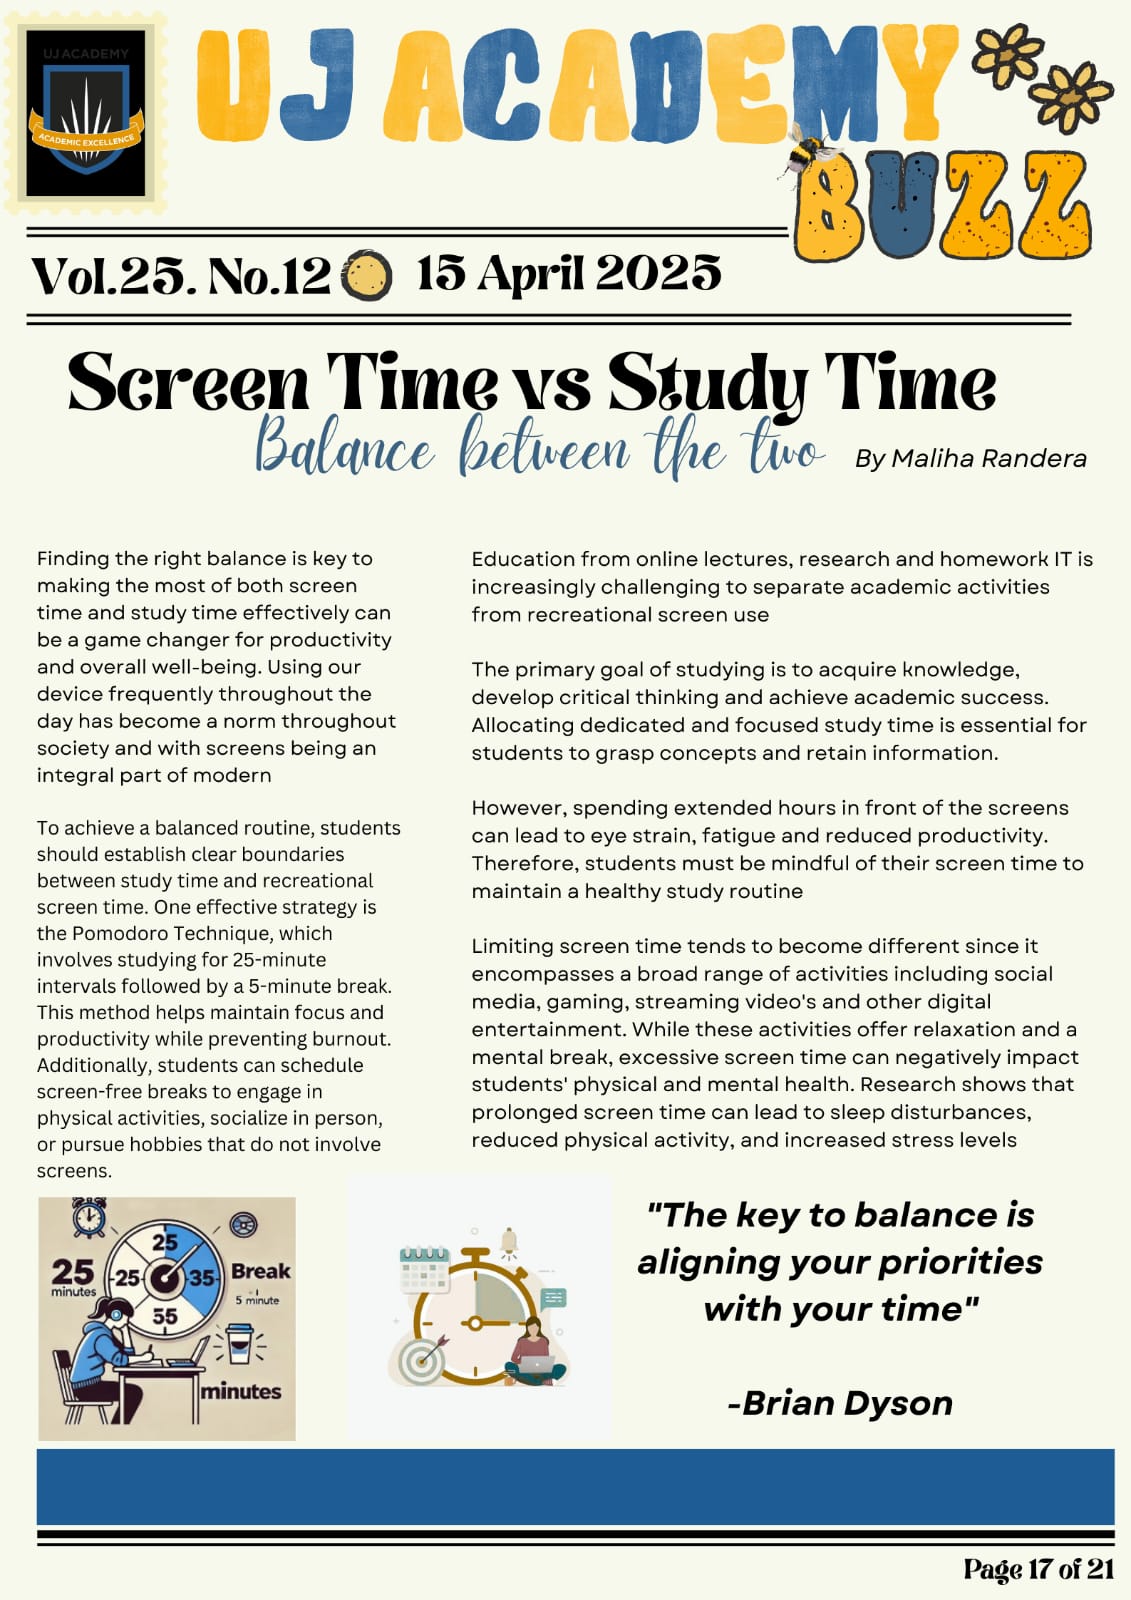 UJ ACADEMY
ACADEMIC EXCELLENCE
UJ ACADEMY
BUZZ
Vol.25. No.12
15 April 2025
Screen Time vs Study Time
Balance between the two
By Maliha Randera
Finding the right balance is key to
making the most of both screen
time and study time effectively can
be a game changer for productivity
and overall well-being. Using our
device frequently throughout the
day has become a norm throughout
society and with screens being an
integral part of modern
To achieve a balanced routine, students
should establish clear boundaries
between study time and recreational
screen time. One effective strategy is
the Pomodoro Technique, which
involves studying for 25-minute
intervals followed by a 5-minute break.
This method helps maintain focus and
productivity while preventing burnout.
Additionally, students can schedule
screen-free breaks to engage in
physical activities, socialize in person,
or pursue hobbies that do not involve
screens.
Education from online lectures, research and homework IT is
increasingly challenging to separate academic activities
from recreational screen use
The primary goal of studying is to acquire knowledge,
develop critical thinking and achieve academic success.
Allocating dedicated and focused study time is essential for
students to grasp concepts and retain information.
However, spending extended hours in front of the screens
can lead to eye strain, fatigue and reduced productivity.
Therefore, students must be mindful of their screen time to
maintain a healthy study routine
Limiting screen time tends to become different since it
encompasses a broad range of activities including social
media, gaming, streaming video's and other digital
entertainment. While these activities offer relaxation and a
mental break, excessive screen time can negatively impact
students' physical and mental health. Research shows that
prolonged screen time can lead to sleep disturbances,
reduced physical activity, and increased stress levels
25
minutes
25
-25-
-35-
55
Break
5 minute
minutes
"The key to balance is
aligning your priorities
with your time"
-Brian Dyson
Page 17 of 21